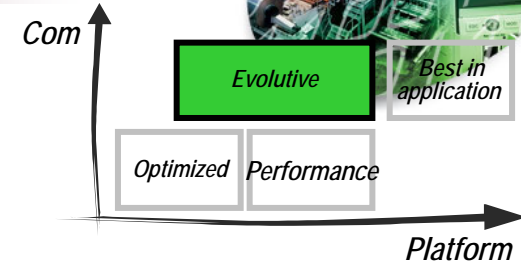 Com
Evolutive
Best in
application
Optimized
Performance
Platform